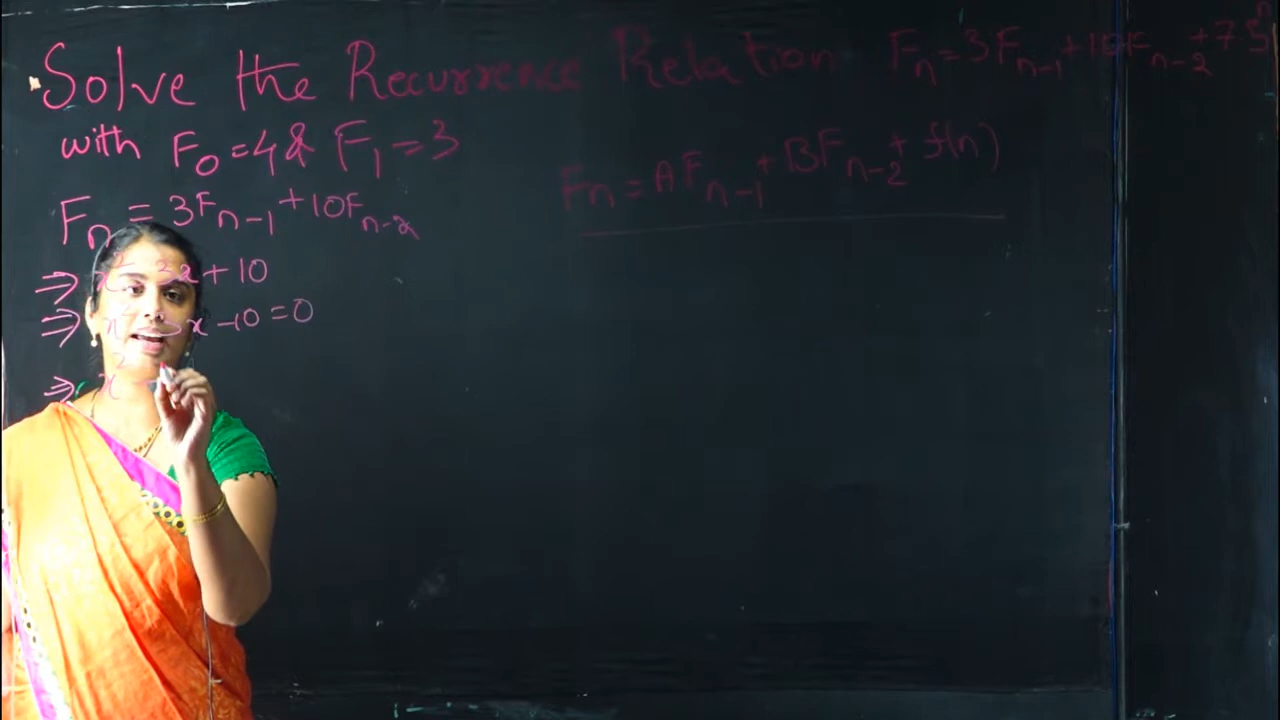 Solve the Recurrence Relation Fₙ=3Fₙ₋₁+10Fₙ₋₂+7 5ⁿ
with F₀=4 & F₁=3
Fₙ = AFₙ₋₁+BFₙ₋₂+ f(n)
Fₙ = 3Fₙ₋₁+10Fₙ₋₂
⇒ x² 3x+10
⇒ x² 3x-10=0
⇒ x² -